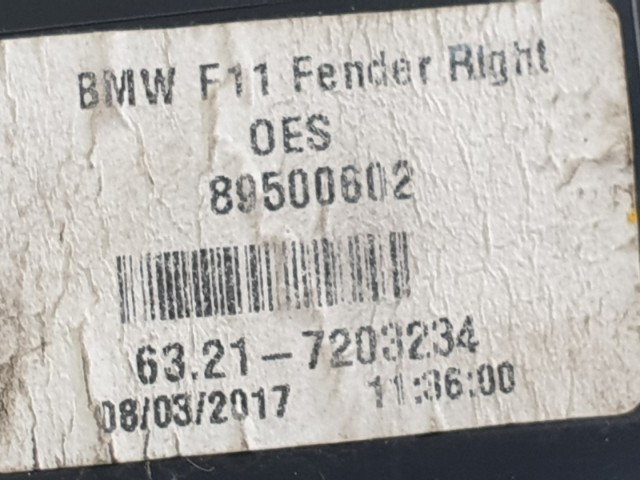 BMW F11 Fender Right
OES
89500602
63.21-7203234
08/03/2017 11:36:00